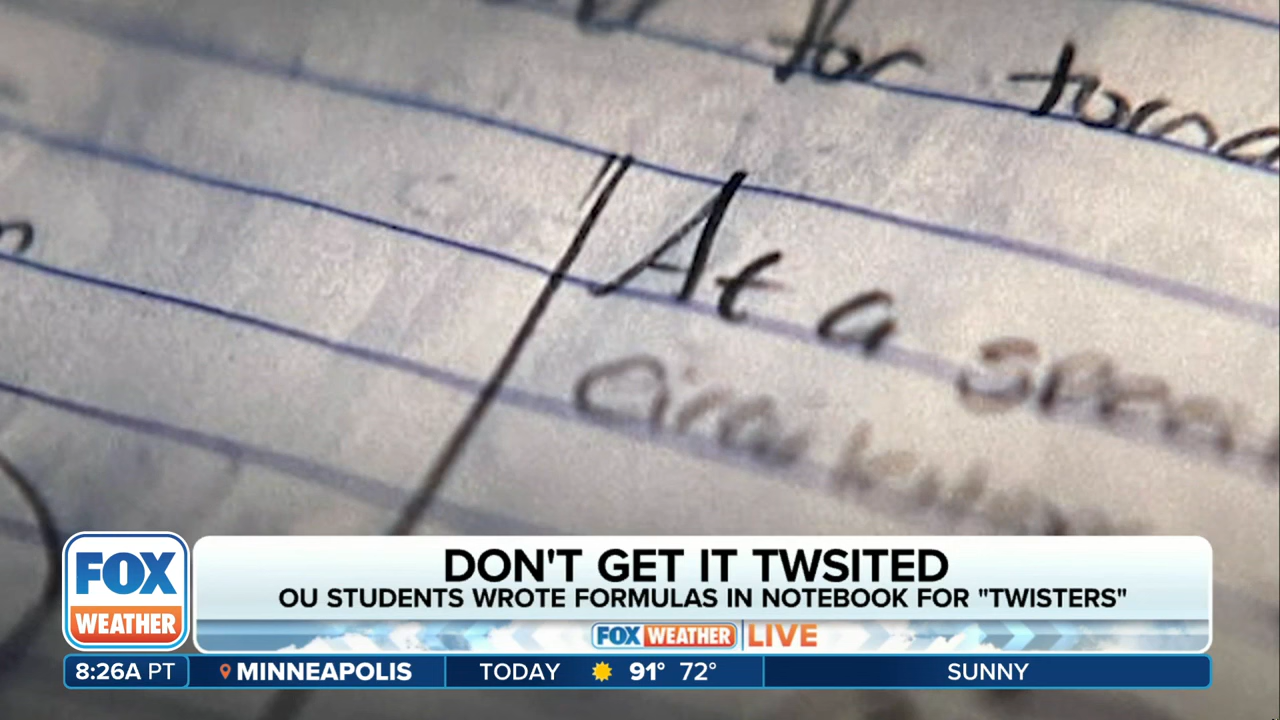 for
At a
DON'T GET IT TWSITED
OU STUDENTS WROTE FORMULAS IN NOTEBOOK FOR "TWISTERS"
FOX
WEATHER
FOX WEATHER LIVE
8:26A PT MINNEAPOLIS TODAY 91° 72° SUNNY